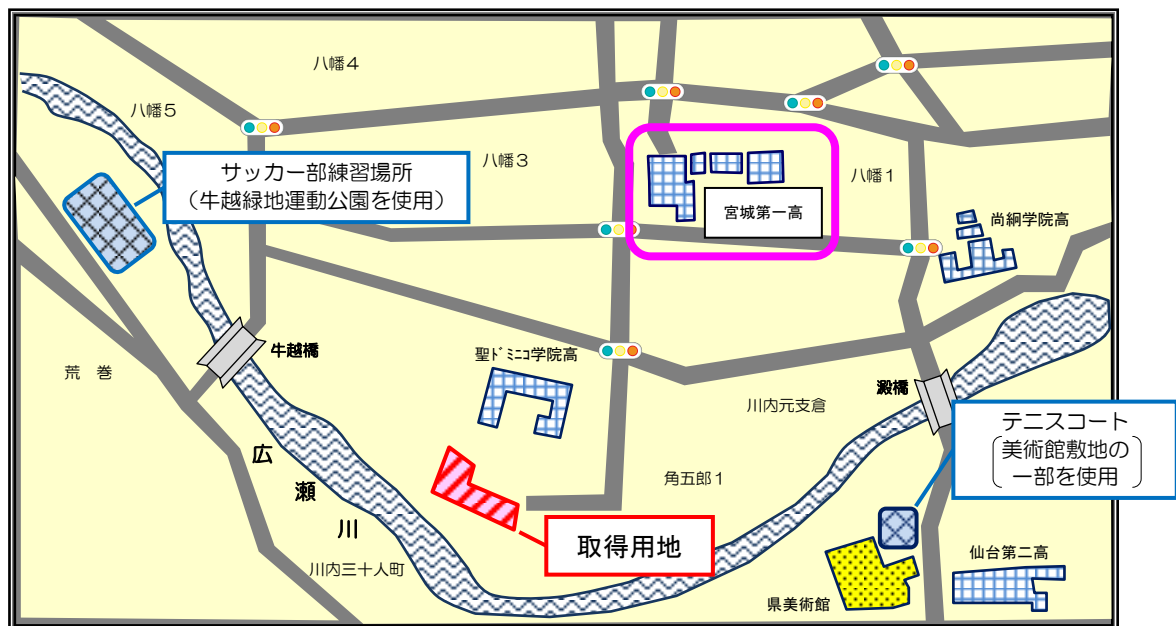 八幡4
八幡5
サッカー部練習場所
（牛越緑地運動公園を使用）
八幡3
八幡1
宮城第一高
尚絅学院高
牛越橋
聖ﾄﾞﾐﾆｺ学院高
荒 巻
澱橋
川内元支倉
テニスコート
美術館敷地の
一部を使用
広
瀬
川
角五郎1
取得用地
川内三十人町
仙台第二高
県美術館